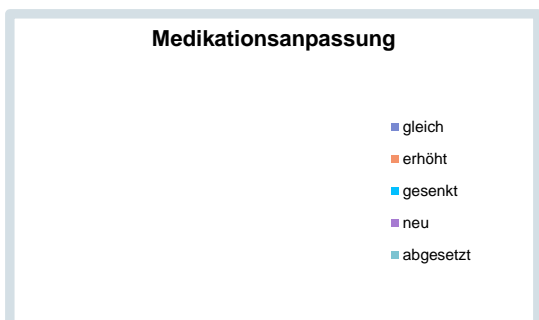 Medikationsanpassung
gleich
erhöht
gesenkt
neu
abgesetzt